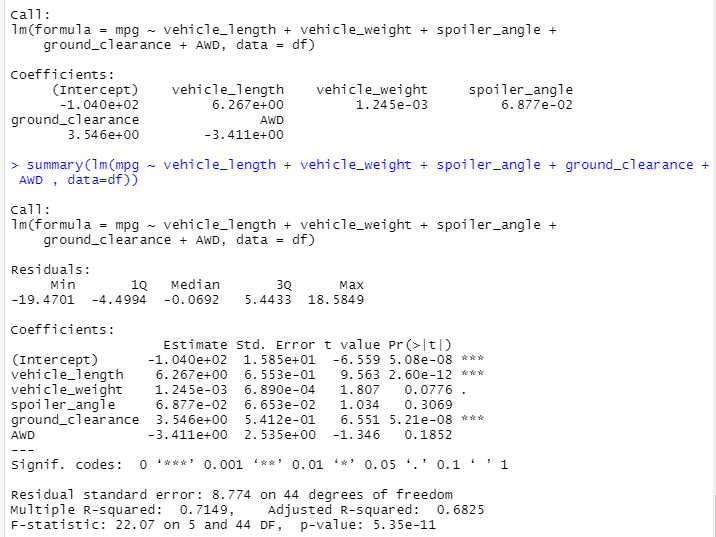 Call:
lm(formula = mpg ~ vehicle_length + vehicle_weight + spoiler_angle +
    ground_clearance + AWD, data = df)
Coefficients:
     (Intercept)    vehicle_length    vehicle_weight     spoiler_angle
      -1.040e+02         6.267e+00         1.245e-03         6.877e-02
ground_clearance               AWD
       3.546e+00        -3.411e+00
> summary(lm(mpg ~ vehicle_length + vehicle_weight + spoiler_angle + ground_clearance +
 AWD , data=df))
Call:
lm(formula = mpg ~ vehicle_length + vehicle_weight + spoiler_angle +
    ground_clearance + AWD, data = df)
Residuals:
     Min       1Q   Median       3Q      Max
-19.4701  -4.4994  -0.0692   5.4433  18.5849
Coefficients:
                   Estimate Std. Error t value Pr(>|t|)
(Intercept)      -1.040e+02  1.585e+01  -6.559 5.08e-08 ***
vehicle_length    6.267e+00  6.553e-01   9.563 2.60e-12 ***
vehicle_weight    1.245e-03  6.890e-04   1.807   0.0776 .
spoiler_angle     6.877e-02  6.653e-02   1.034   0.3069
ground_clearance  3.546e+00  5.412e-01   6.551 5.21e-08 ***
AWD              -3.411e+00  2.535e+00  -1.346   0.1852
---
Signif. codes:  0 ‘***’ 0.001 ‘**’ 0.01 ‘*’ 0.05 ‘.’ 0.1 ‘ ’ 1
Residual standard error: 8.774 on 44 degrees of freedom
Multiple R-squared:  0.7149,    Adjusted R-squared:  0.6825
F-statistic: 22.07 on 5 and 44 DF,  p-value: 5.35e-11